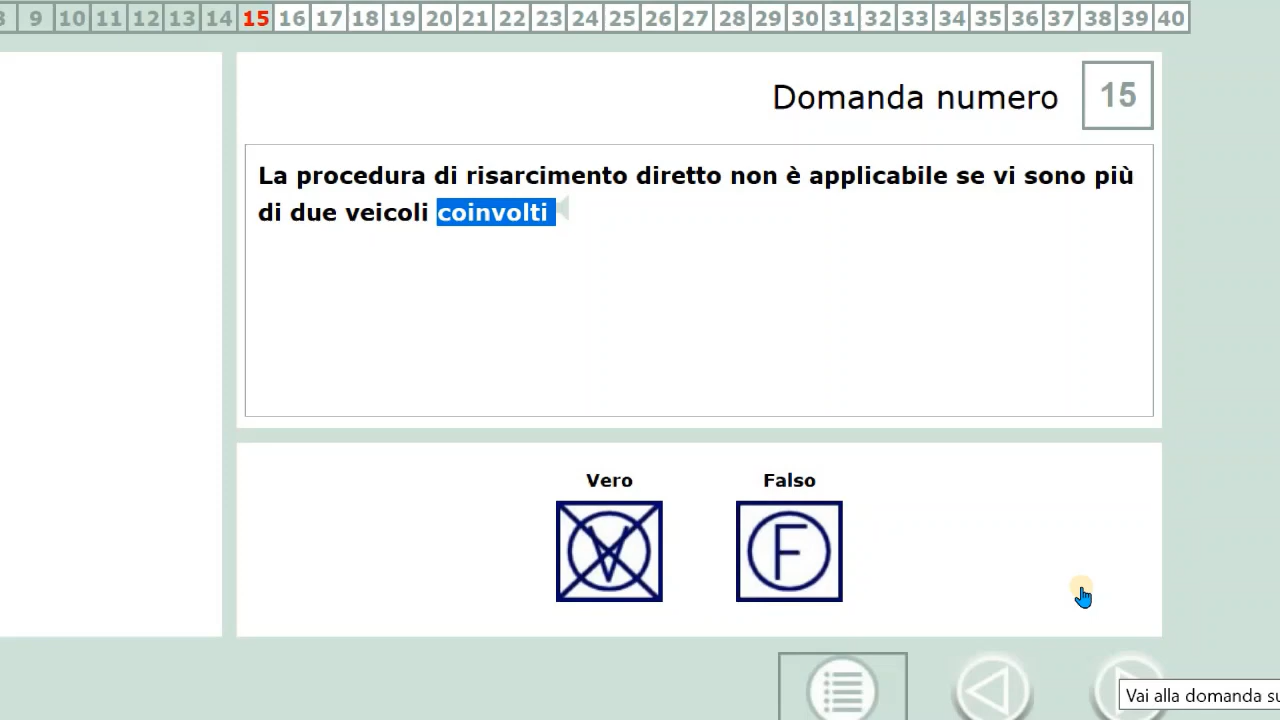 9 10 11 12 13 14 15 16 17 18 19 20 21 22 23 24 25 26 27 28 29 30 31 32 33 34 35 36 37 38 39 40
Domanda numero 15
La procedura di risarcimento diretto non è applicabile se vi sono più
di due veicoli coinvolti
Vero Falso
V F
Vai alla domanda